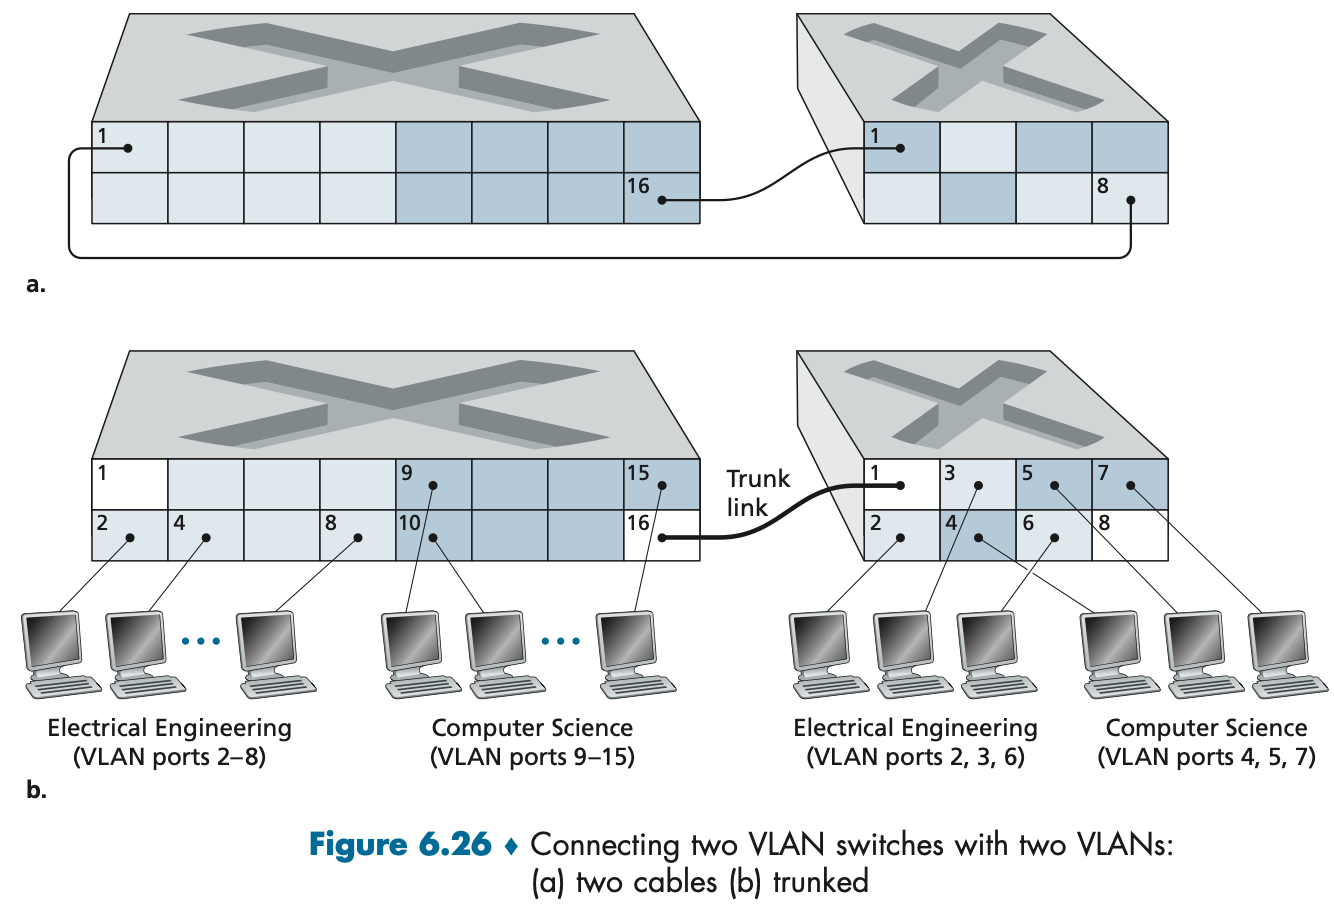 1
16
1
8
a.
1
9
15
2
4
8
10
16
Trunk
link
1
3
5
7
2
4
6
8
Electrical Engineering
(VLAN ports 2–8)
Computer Science
(VLAN ports 9–15)
Electrical Engineering
(VLAN ports 2, 3, 6)
Computer Science
(VLAN ports 4, 5, 7)
b.
Figure 6.26 ♦ Connecting two VLAN switches with two VLANs:
(a) two cables (b) trunked